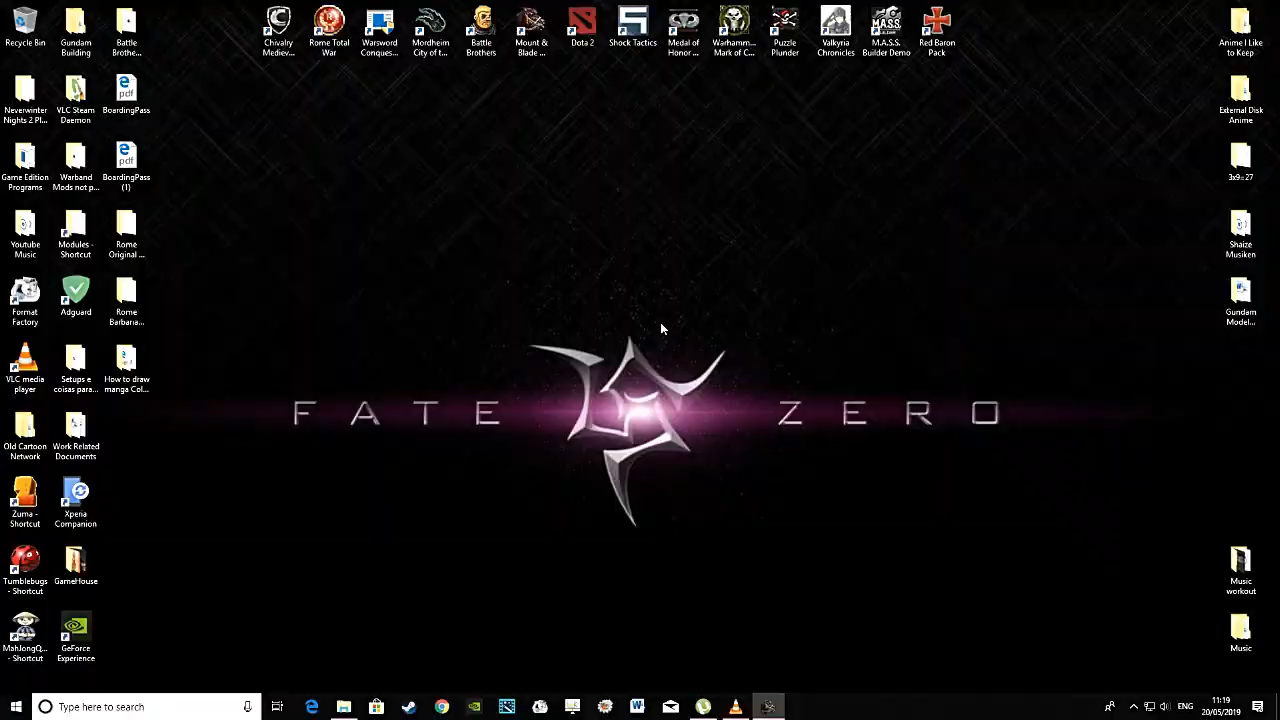 Recycle Bin
Gundam
Building
Battle
Brothe...
Chivalry
Mediev...
Rome Total
War
Warsword
Conques...
Mordheim
City of t...
Battle
Brothers
Mount &
Blade ...
Dota 2
Shock Tactics
Medal of
Honor ...
Warhamm...
Mark of C...
Puzzle
Plunder
Valkyria
Chronicles
M.A.S.S.
Builder Demo
Red Baron
Pack
Anime I Like
to Keep
Neverwinter
Nights 2 Pl...
VLC Steam
Daemon
BoardingPass
External Disk
Anime
Game Edition
Programs
Warband
Mods not p...
BoardingPass
(1)
3x9=27
Youtube
Music
Modules -
Shortcut
Rome
Original ...
Shaize
Musiken
Format
Factory
Adguard
Rome
Barbaria...
Gundam
Model...
VLC media
player
Setups e
coisas para...
How to draw
manga Col...
FATE ZERO
Old Cartoon
Network
Work Related
Documents
Zuma -
Shortcut
Xperia
Companion
Tumblebugs
- Shortcut
GameHouse
Music
workout
MahJongQ...
- Shortcut
GeForce
Experience
Music
Type here to search
ENG
11:19
20/05/2019